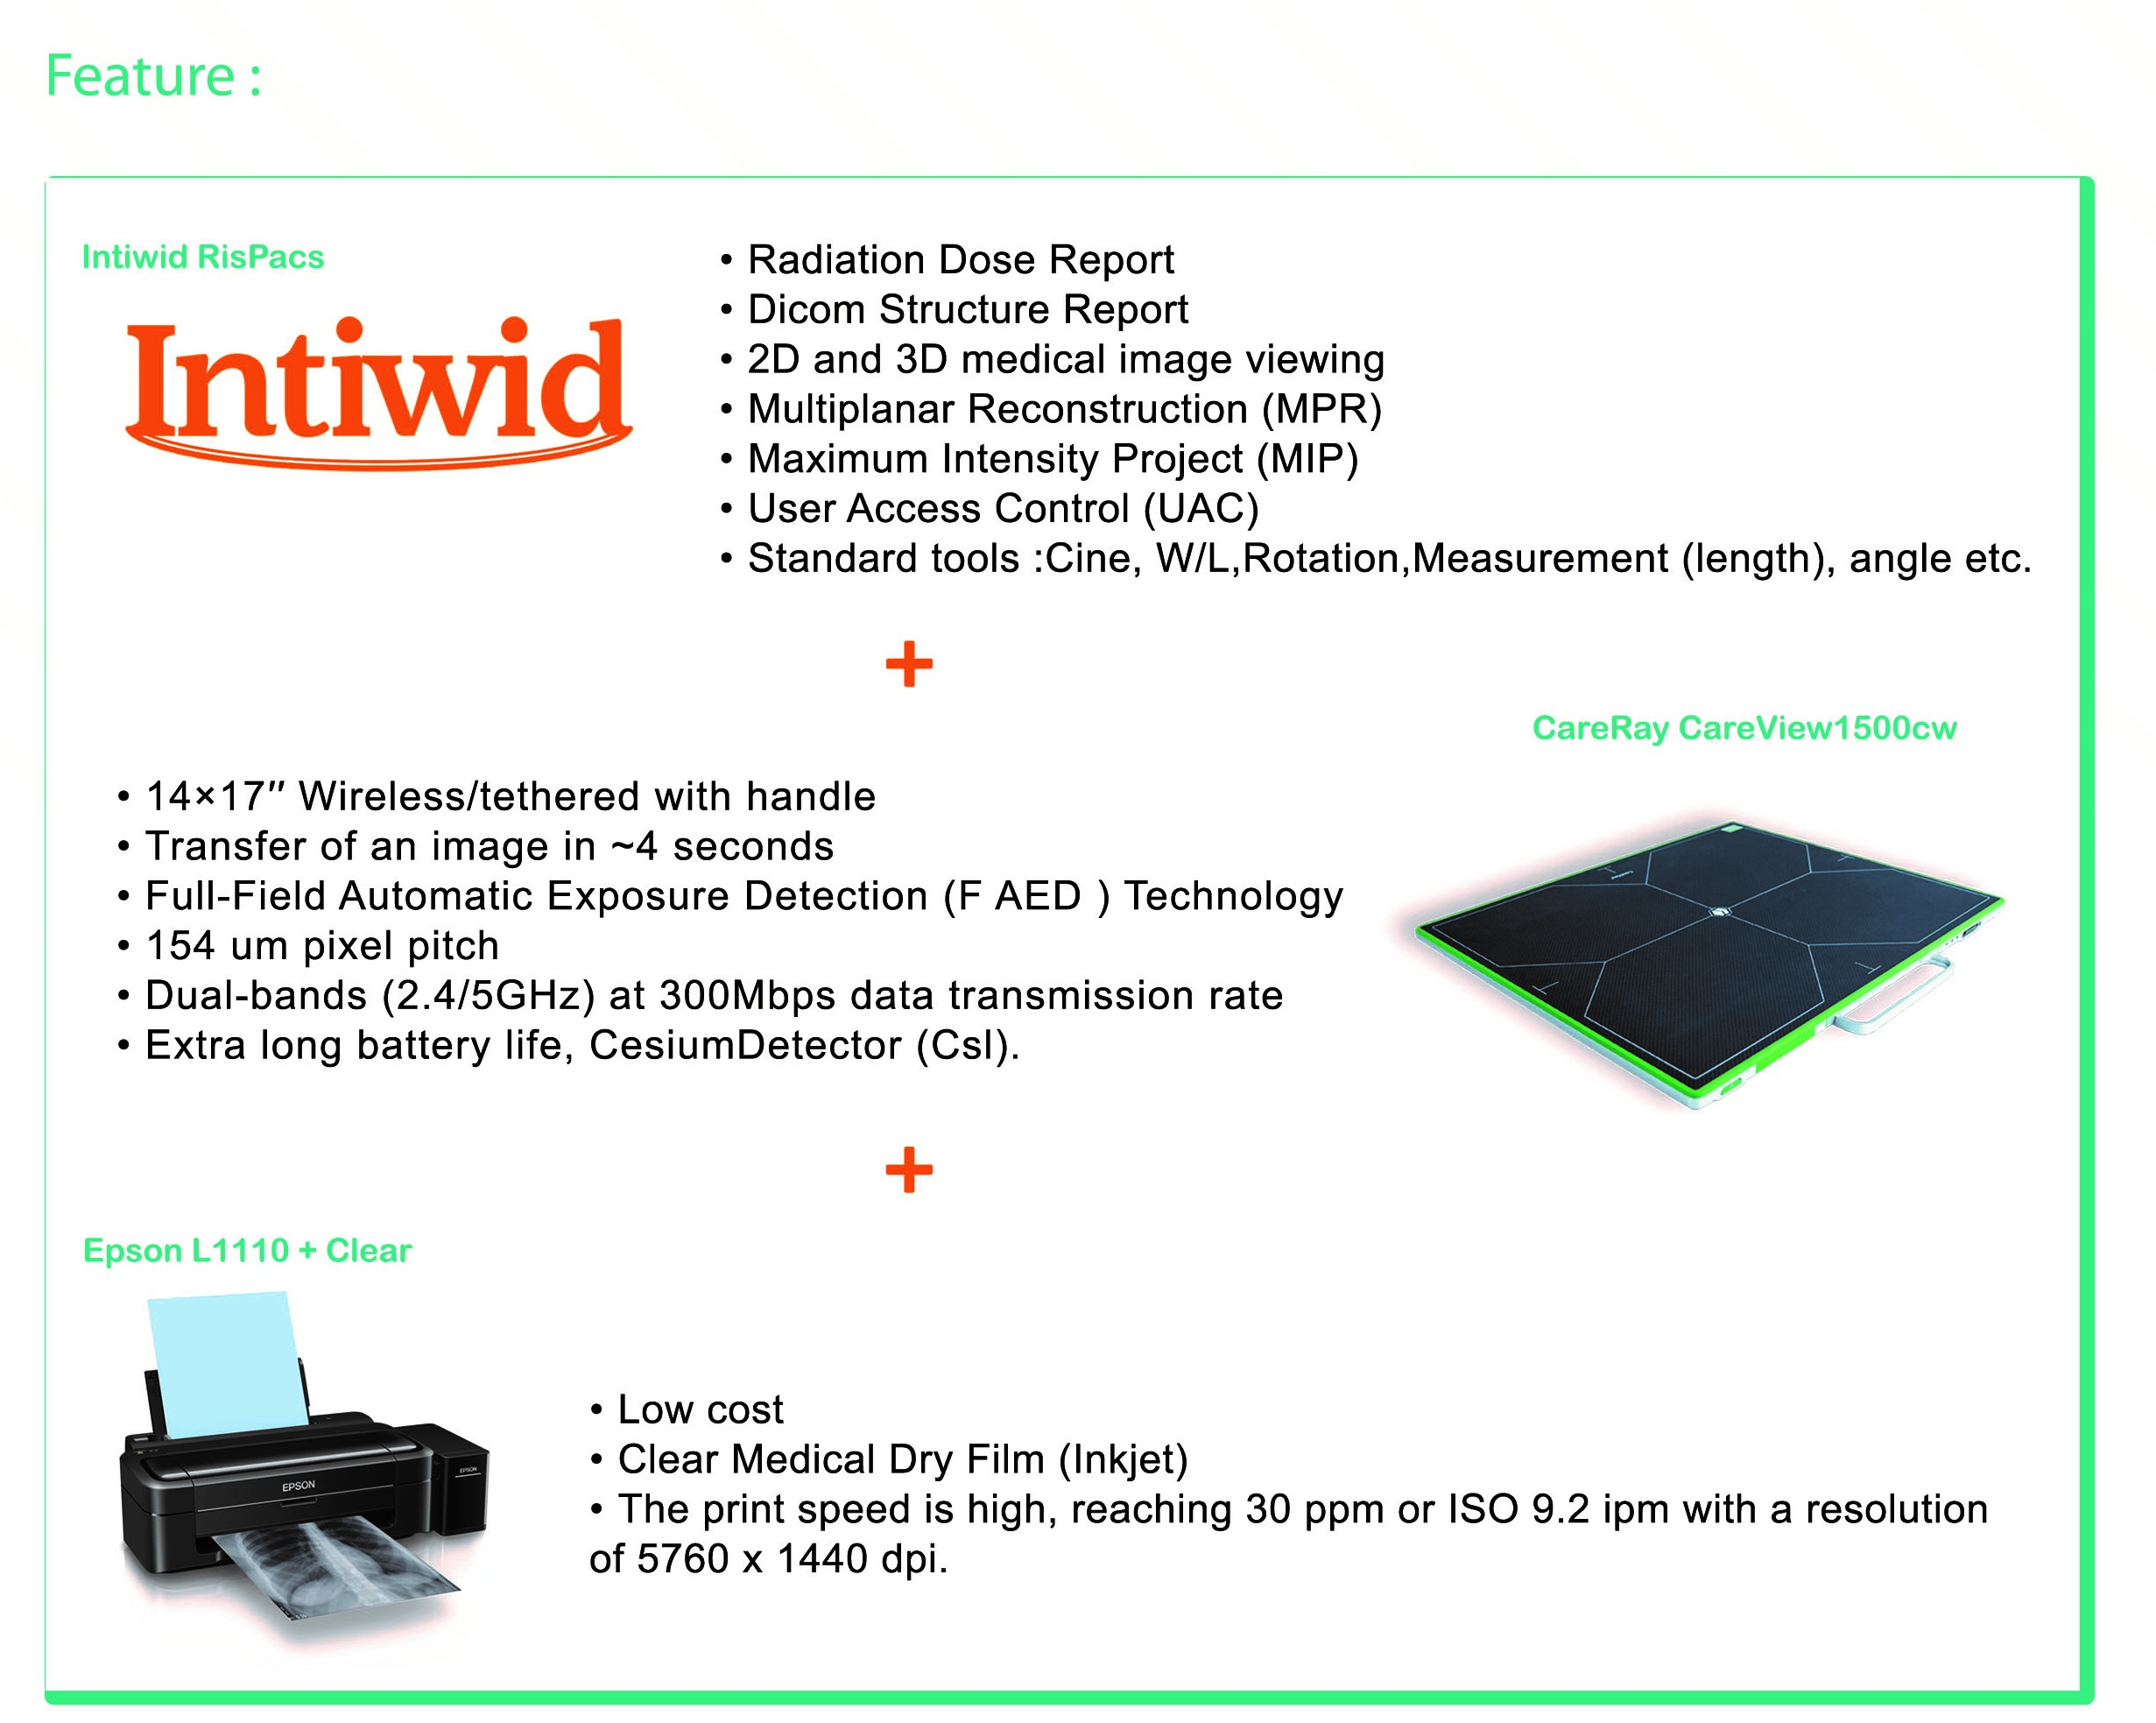 Feature :
Intiwid RisPacs
Intiwid
• Radiation Dose Report
• Dicom Structure Report
• 2D and 3D medical image viewing
• Multiplanar Reconstruction (MPR)
• Maximum Intensity Project (MIP)
• User Access Control (UAC)
• Standard tools :Cine, W/L,Rotation,Measurement (length), angle etc.
+
CareRay CareView1500cw
• 14×17″ Wireless/tethered with handle
• Transfer of an image in ~4 seconds
• Full-Field Automatic Exposure Detection (F AED ) Technology
• 154 um pixel pitch
• Dual-bands (2.4/5GHz) at 300Mbps data transmission rate
• Extra long battery life, CesiumDetector (Csl).
+
Epson L1110 + Clear
EPSON
EPSON
• Low cost
• Clear Medical Dry Film (Inkjet)
• The print speed is high, reaching 30 ppm or ISO 9.2 ipm with a resolution
of 5760 x 1440 dpi.